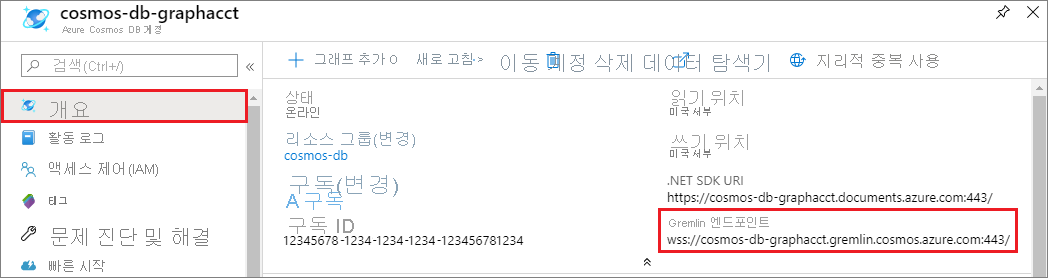 cosmos-db-graphacct
Azure Cosmos DB 계정
검색(Ctrl+/)
개요
활동 로그
액세스 제어(IAM)
태그
문제 진단 및 해결
빠른 시작
그래프 추가 O 새로 고침·> 이동 계정 삭제 데이터 탐색기 지리적 중복 사용
상태
온라인
리소스 그룹(변경)
cosmos-db
구독(변경)
A 구독
구독 ID
12345678-1234-1234-1234-123456781234
읽기 위치
미국 서부
쓰기 위치
미국 서부
.NET SDK URI
https://cosmos-db-graphacct.documents.azure.com:443/
Gremlin 엔드포인트
wss://cosmos-db-graphacct.gremlin.cosmos.azure.com:443/